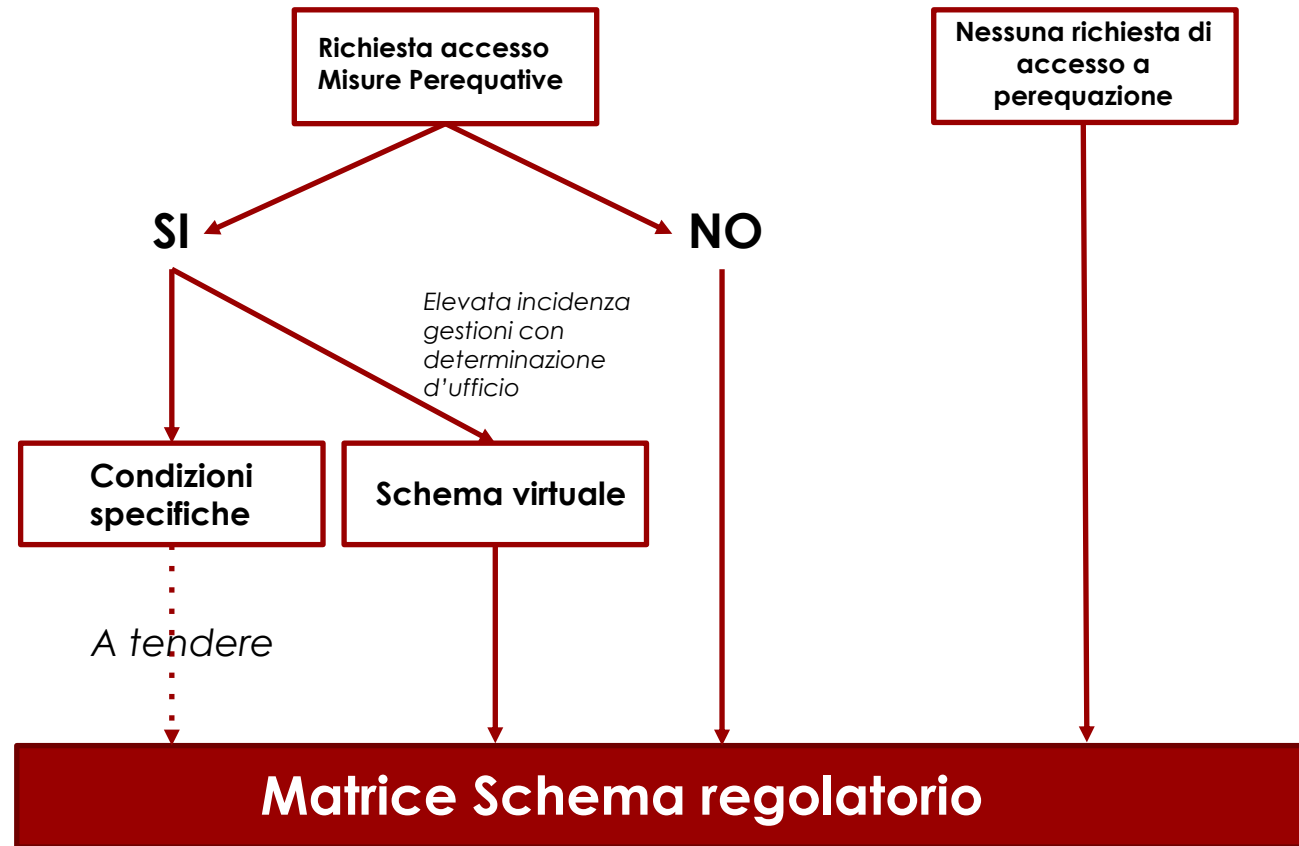 Richiesta accesso
Misure Perequative
Nessuna richiesta di
accesso a
perequazione
SI
NO
Elevata incidenza
gestioni con
determinazione
d’ufficio
Condizioni
specifiche
Schema virtuale
A tendere
Matrice Schema regolatorio